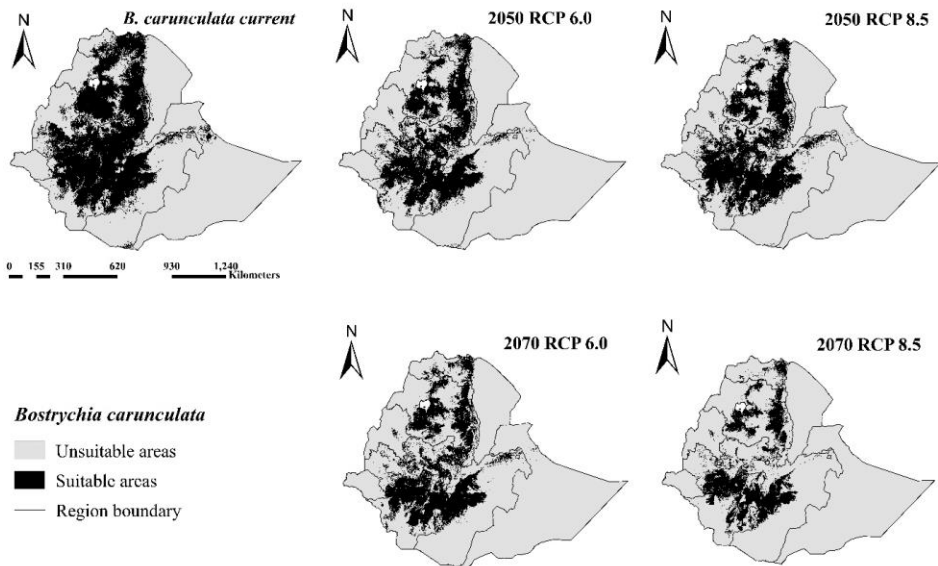 N
B. carunculata current
N
2050 RCP 6.0
N
2050 RCP 8.5
0 155 310 620 930 1,240
Kilometers
N
2070 RCP 6.0
N
2070 RCP 8.5
Bostrychia carunculata
Unsuitable areas
Suitable areas
Region boundary